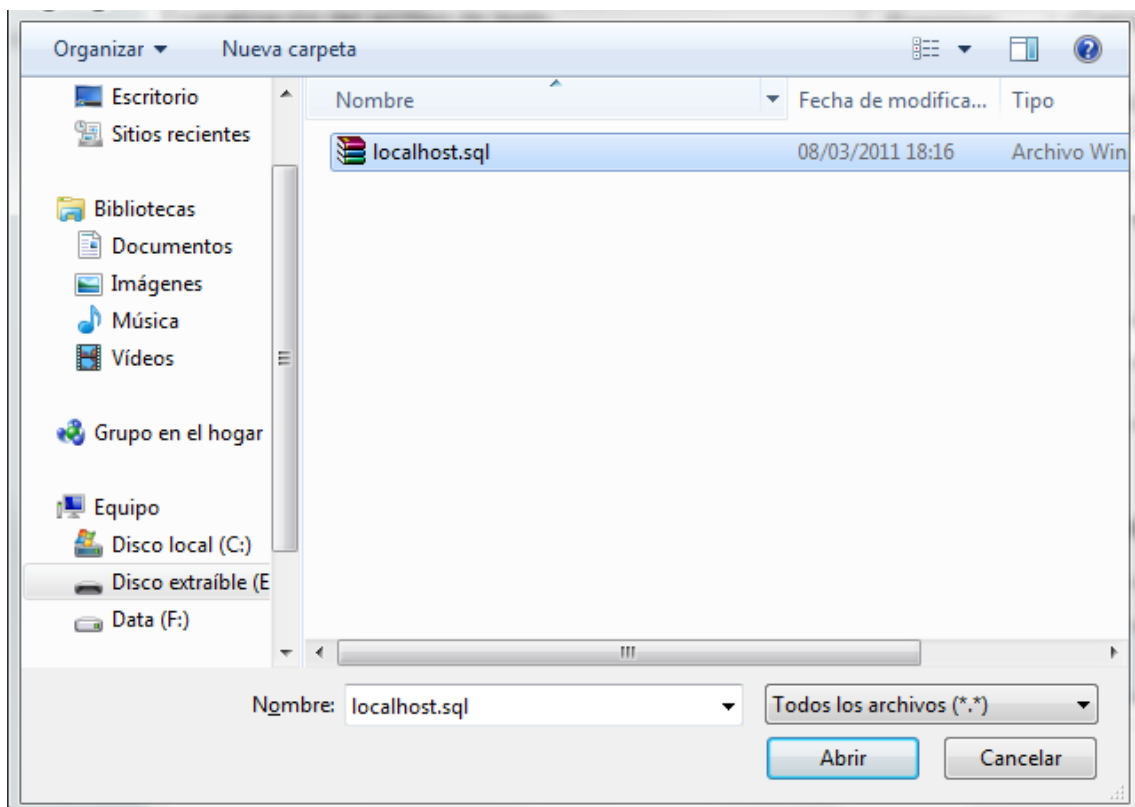 Organizar Nueva carpeta
Escritorio
Sitios recientes
Bibliotecas
Documentos
Imágenes
Música
Vídeos
Grupo en el hogar
Equipo
Disco local (C:)
Disco extraíble (E
Data (F:)
Nombre Fecha de modifica... Tipo
localhost.sql 08/03/2011 18:16 Archivo Win
Nombre: localhost.sql Todos los archivos (*.*)
Abrir Cancelar